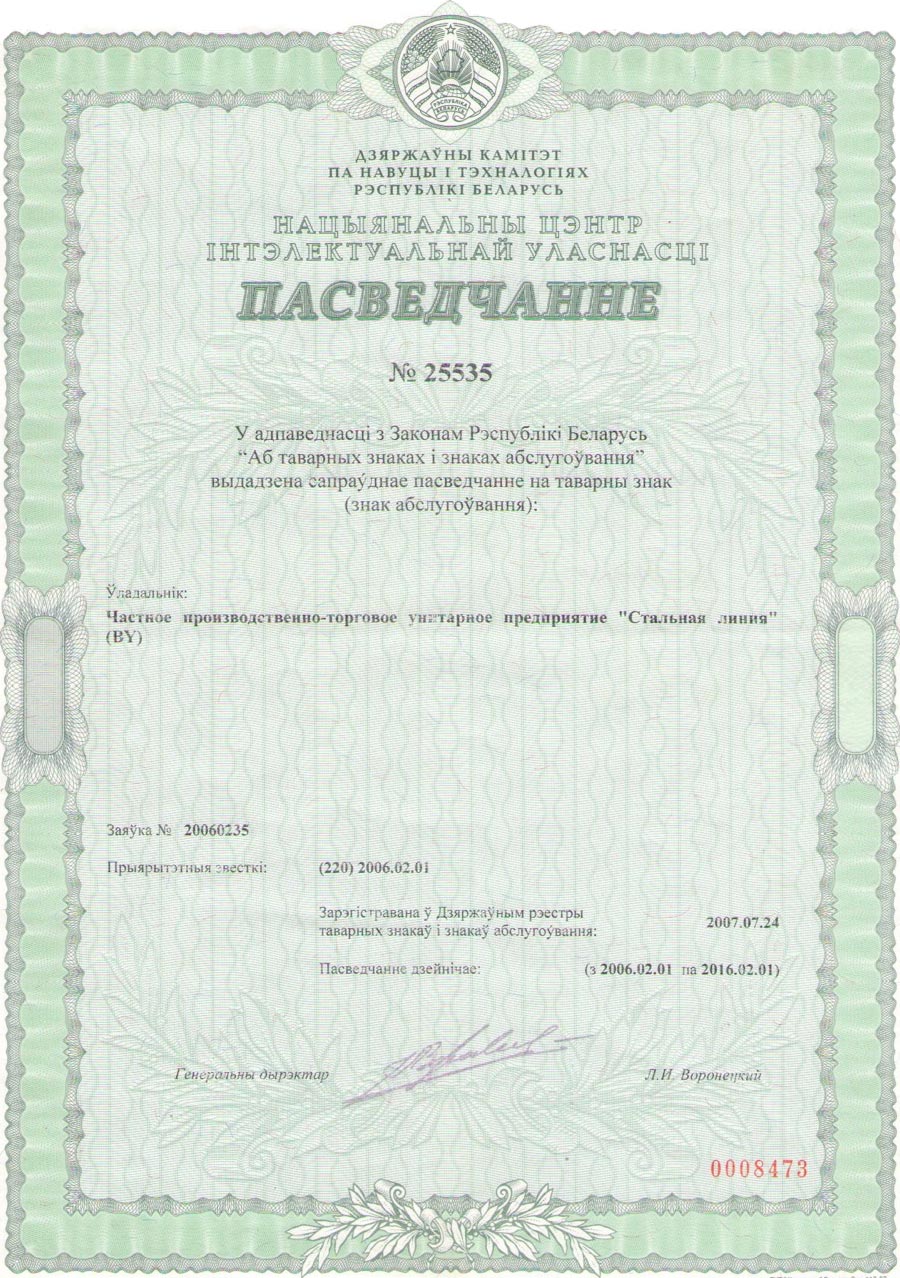 РЭСПУБЛІКА
БЕЛАРУСЬ
ДЗЯРЖАЎНЫ КАМІТЭТ
ПА НАВУЦЫ І ТЭХНАЛОГІЯХ
РЭСПУБЛІКІ БЕЛАРУСЬ
НАЦЫЯНАЛЬНЫ ЦЭНТР
ІНТЭЛЕКТУАЛЬНАЙ УЛАСНАСЦІ
ПАСВЕДЧАННЕ
№ 25535
У адпаведнасці з Законам Рэспублікі Беларусь
“Аб таварных знаках і знаках абслугоўвання”
выдадзена сапраўднае пасведчанне на таварны знак
(знак абслугоўвання):
Ўладальнік:
Частное производственно-торговое унитарное предприятие "Стальная линия"
(BY)
Заяўка № 20060235
Прыярытэтныя звесткі: (220) 2006.02.01
Зарэгістравана ў Дзяржаўным рэестры
таварных знакаў і знакаў абслугоўвання: 2007.07.24
Пасведчанне дзейнічае: (з 2006.02.01 па 2016.02.01)
Генеральны дырэктар Л.И. Воронецкий
0008473